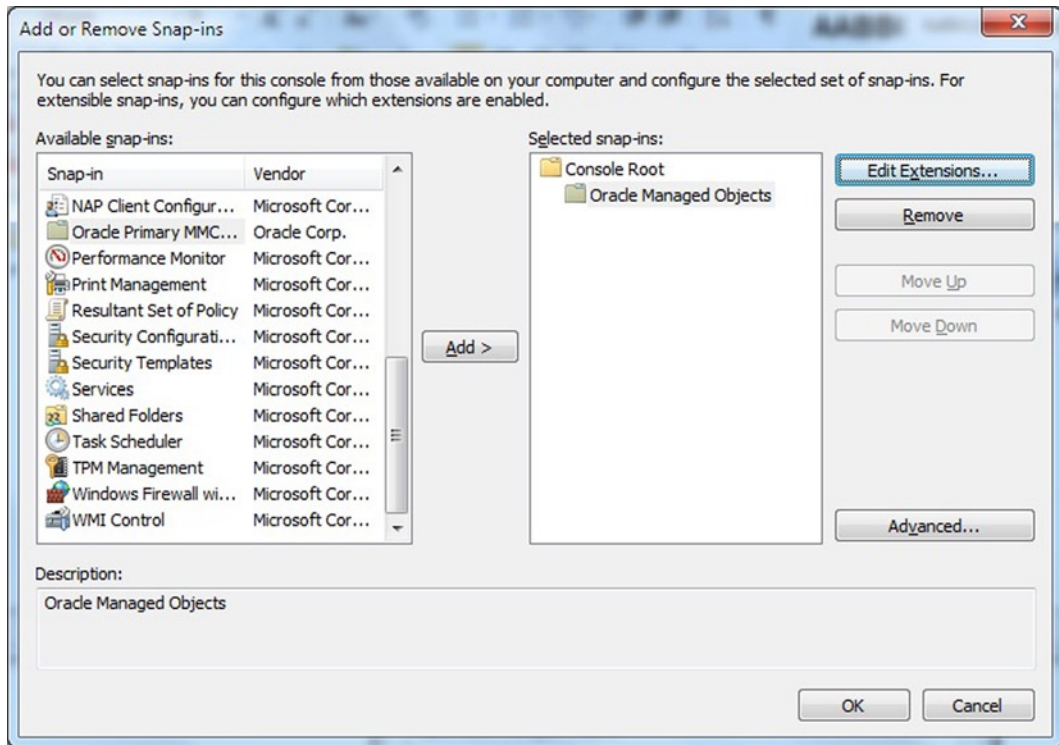 Add or Remove Snap-ins
You can select snap-ins for this console from those available on your computer and configure the selected set of snap-ins. For
extensible snap-ins, you can configure which extensions are enabled.
Available snap-ins:
Snap-in Vendor
NAP Client Configur... Microsoft Cor...
Oracle Primary MMC... Oracle Corp.
Performance Monitor Microsoft Cor...
Print Management Microsoft Cor...
Resultant Set of Policy Microsoft Cor...
Security Configurati... Microsoft Cor...
Security Templates Microsoft Cor...
Services Microsoft Cor...
Shared Folders Microsoft Cor...
Task Scheduler Microsoft Cor...
TPM Management Microsoft Cor...
Windows Firewall wi... Microsoft Cor...
WMI Control Microsoft Cor...
Add >
Selected snap-ins:
Console Root
Oracle Managed Objects
Edit Extensions...
Remove
Move Up
Move Down
Advanced...
Description:
Oracle Managed Objects
OK
Cancel